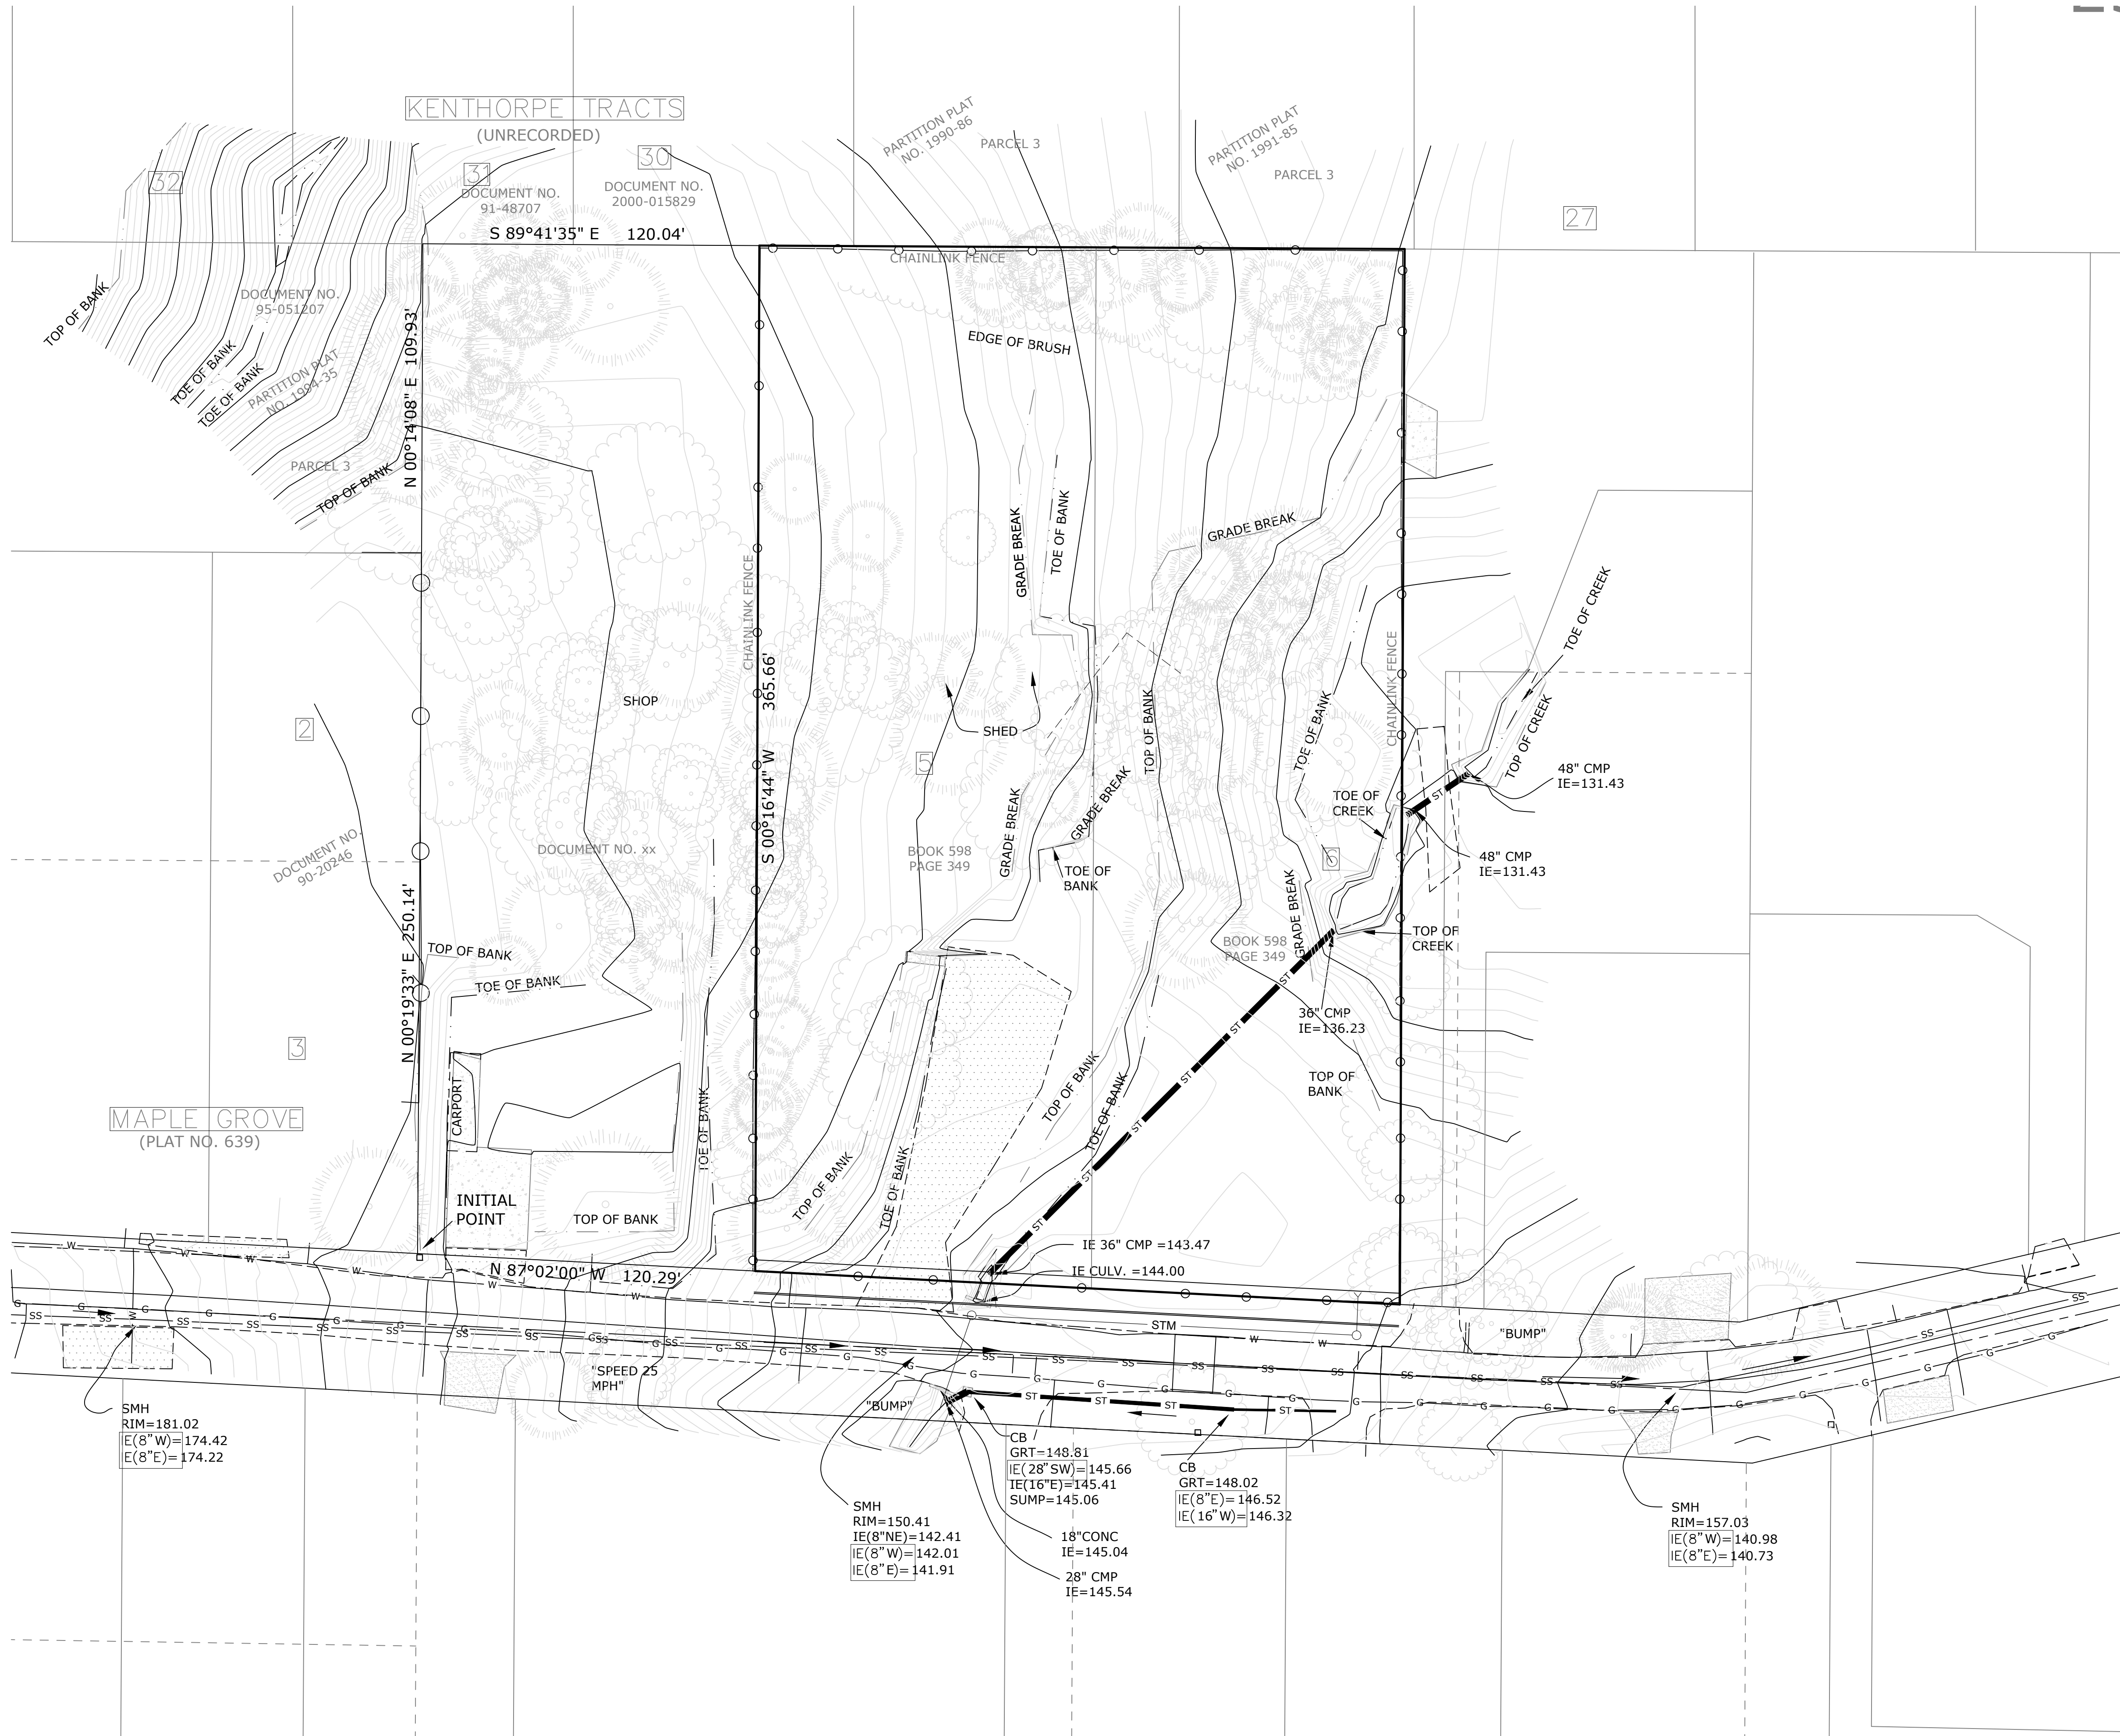 KENTHORPE TRACTS
(UNRECORDED)
32
31
DOCUMENT NO.
91-48707
30
DOCUMENT NO.
2000-015829
PARTITION PLAT
NO. 1990-86
PARCEL 3
PARTITION PLAT
NO. 1991-85
PARCEL 3
27
S 89°41'35" E 120.04'
CHAINLINK FENCE
TOP OF BANK
DOCUMENT NO.
95-051207
TOE OF BANK
TOE OF BANK
PARTITION PLAT
NO. 1994-35
PARCEL 3
TOP OF BANK
N 00°14'08" E 109.93'
EDGE OF BRUSH
GRADE BREAK
TOE OF BANK
GRADE BREAK
CHAINLINK FENCE
S 00°16'44" W 365.66'
SHOP
SHED
2
5
TOP OF BANK
TOE OF BANK
CHAINLINK FENCE
TOE OF CREEK
TOP OF CREEK
48" CMP
IE=131.43
TOE OF
CREEK
48" CMP
IE=131.43
6
GRADE BREAK
GRADE BREAK
TOE OF
BANK
DOCUMENT NO.
90-20246
DOCUMENT NO. xx
BOOK 598
PAGE 349
GRADE BREAK
BOOK 598
PAGE 349
TOP OF
CREEK
N 00°19'33" E 250.14'
TOP OF BANK
TOE OF BANK
36" CMP
IE=136.23
TOP OF
BANK
3
MAPLE GROVE
(PLAT NO. 639)
CARPORT
TOE OF BANK
TOP OF BANK
TOE OF BANK
TOP OF BANK
TOE OF BANK
ST
ST
ST
ST
ST
ST
ST
INITIAL
POINT
TOP OF BANK
IE 36" CMP =143.47
IE CULV. =144.00
N 87°02'00" W 120.29'
STM
"BUMP"
"SPEED 25
MPH"
"BUMP"
ST
ST
ST
ST
SMH
RIM=181.02
IE(8"W)=174.42
IE(8"E)=174.22
CB
GRT=148.81
IE(28"SW)=145.66
IE(16"E)=145.41
SUMP=145.06
CB
GRT=148.02
IE(8"E)=146.52
IE(16"W)=146.32
SMH
RIM=150.41
IE(8"NE)=142.41
IE(8"W)=142.01
IE(8"E)=141.91
18"CONC
IE=145.04
28" CMP
IE=145.54
SMH
RIM=157.03
IE(8"W)=140.98
IE(8"E)=140.73